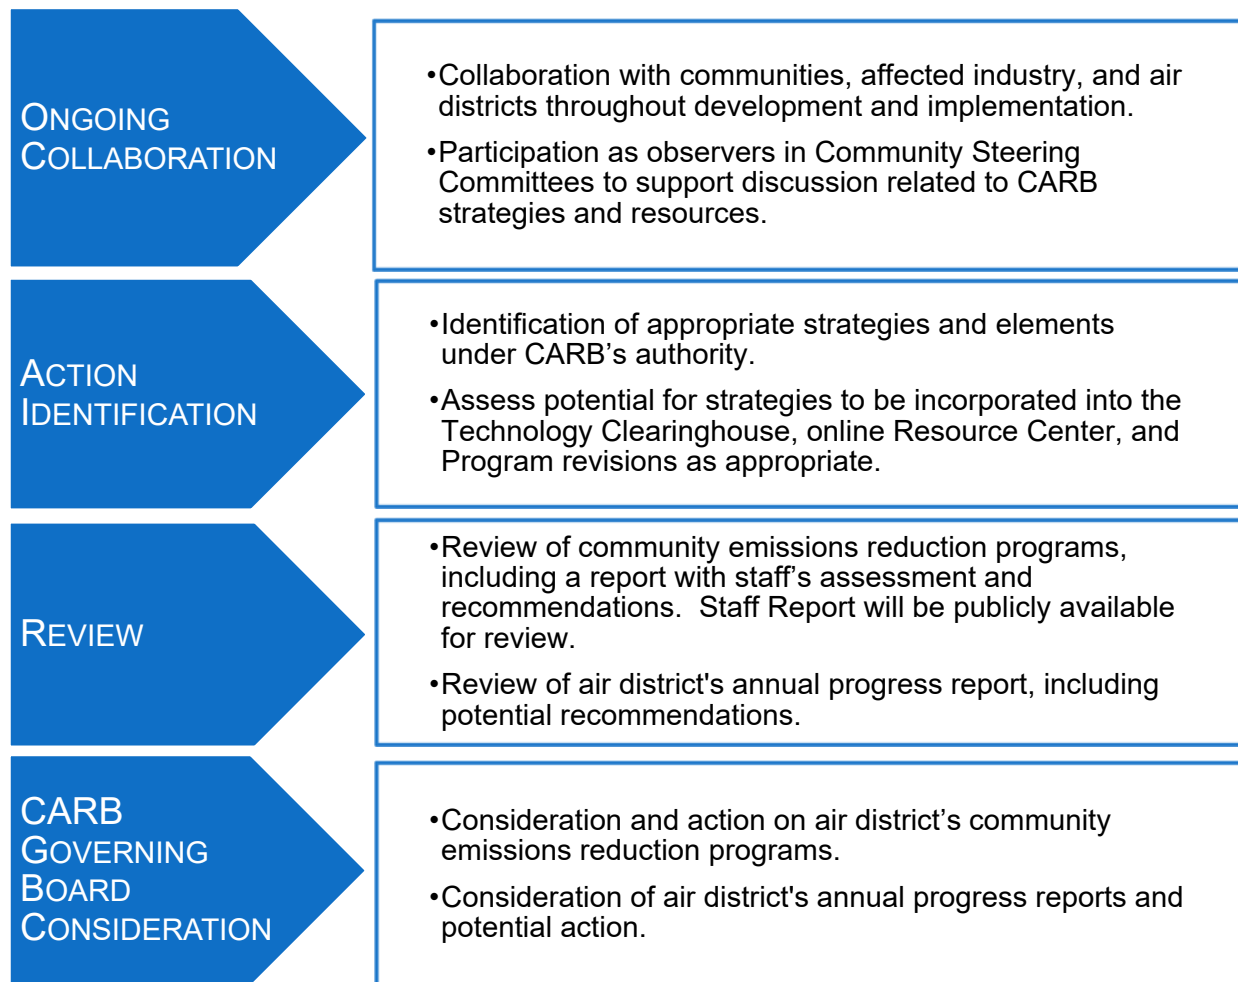 ONGOING
COLLABORATION
•Collaboration with communities, affected industry, and air
districts throughout development and implementation.
•Participation as observers in Community Steering
Committees to support discussion related to CARB
strategies and resources.
ACTION
IDENTIFICATION
•Identification of appropriate strategies and elements
under CARB’s authority.
•Assess potential for strategies to be incorporated into the
Technology Clearinghouse, online Resource Center, and
Program revisions as appropriate.
REVIEW
•Review of community emissions reduction programs,
including a report with staff’s assessment and
recommendations.  Staff Report will be publicly available
for review.
•Review of air district's annual progress report, including
potential recommendations.
CARB
GOVERNING
BOARD
CONSIDERATION
•Consideration and action on air district’s community
emissions reduction programs.
•Consideration of air district's annual progress reports and
potential action.